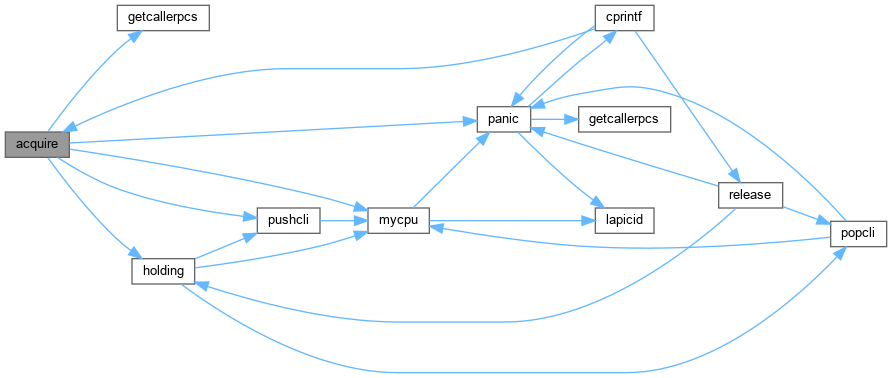 getcallerpcs
cprintf
acquire
panic
getcallerpcs
release
pushcli
mycpu
lapicid
popcli
holding